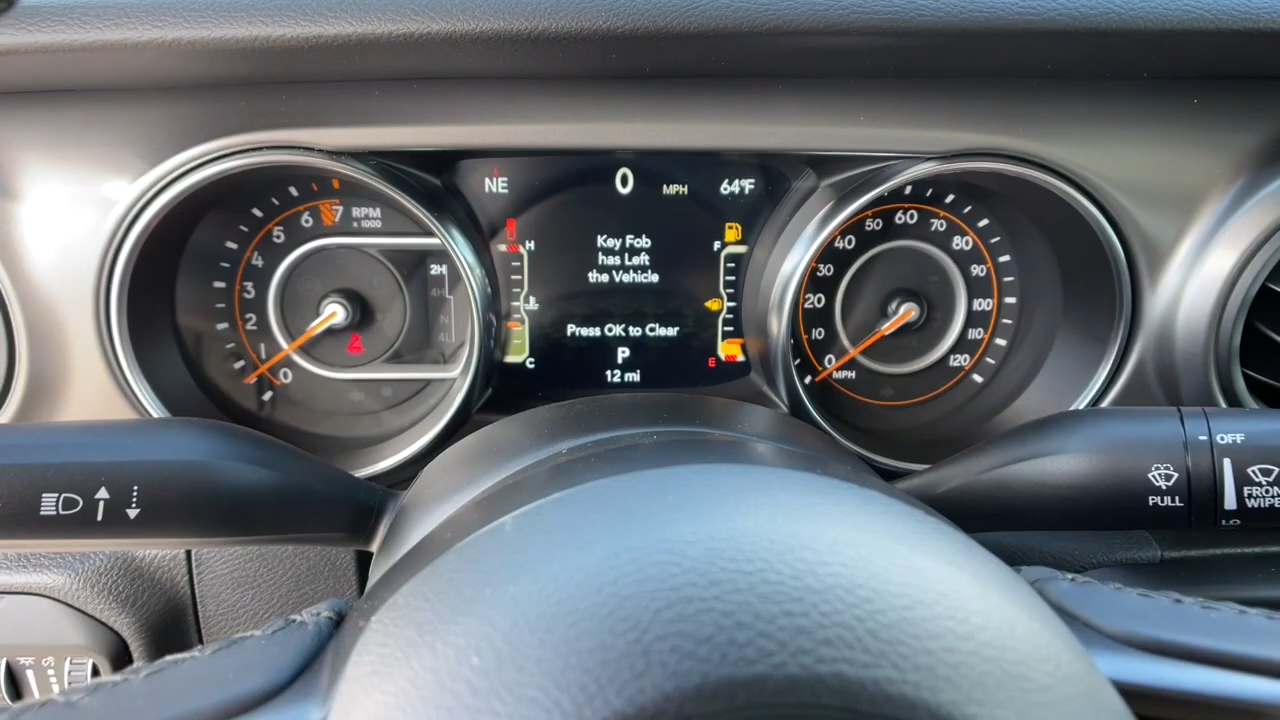 NE
0 MPH
64°F
Key Fob
has Left
the Vehicle
Press OK to Clear
P
12 mi
H
C
F
E
0
1
2
3
4
5
6
7
RPM
x 1000
2H
4H
N
4L
0
10
20
30
40
50
60
70
80
90
100
110
120
MPH
PULL
OFF
LO